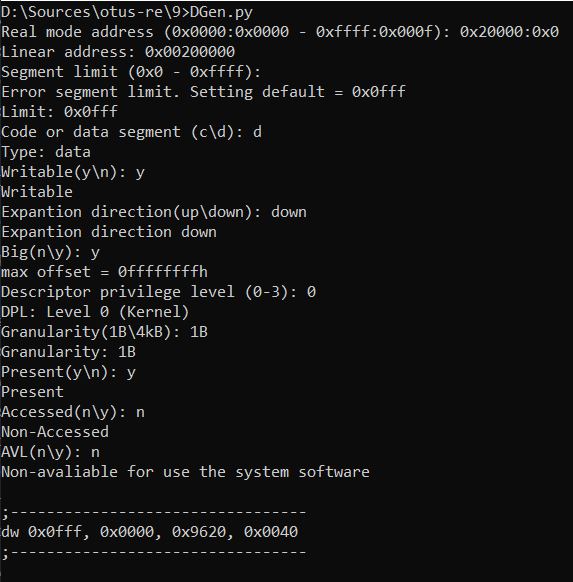 D:\Sources\otus-re\9>DGen.py
Real mode address (0x0000:0x0000 - 0xffff:0x000f): 0x20000:0x0
Linear address: 0x00200000
Segment limit (0x0 - 0xffff):
Error segment limit. Setting default = 0x0fff
Limit: 0x0fff
Code or data segment (c\d): d
Type: data
Writable(y\n): y
Writable
Expantion direction(up\down): down
Expantion direction down
Big(n\y): y
max offset = 0ffffffffh
Descriptor privilege level (0-3): 0
DPL: Level 0 (Kernel)
Granularity(1B\4kB): 1B
Granularity: 1B
Present(y\n): y
Present
Accessed(n\y): n
Non-Accessed
AVL(n\y): n
Non-avaliable for use the system software
;--------------------------------
dw 0x0fff, 0x0000, 0x9620, 0x0040
;--------------------------------